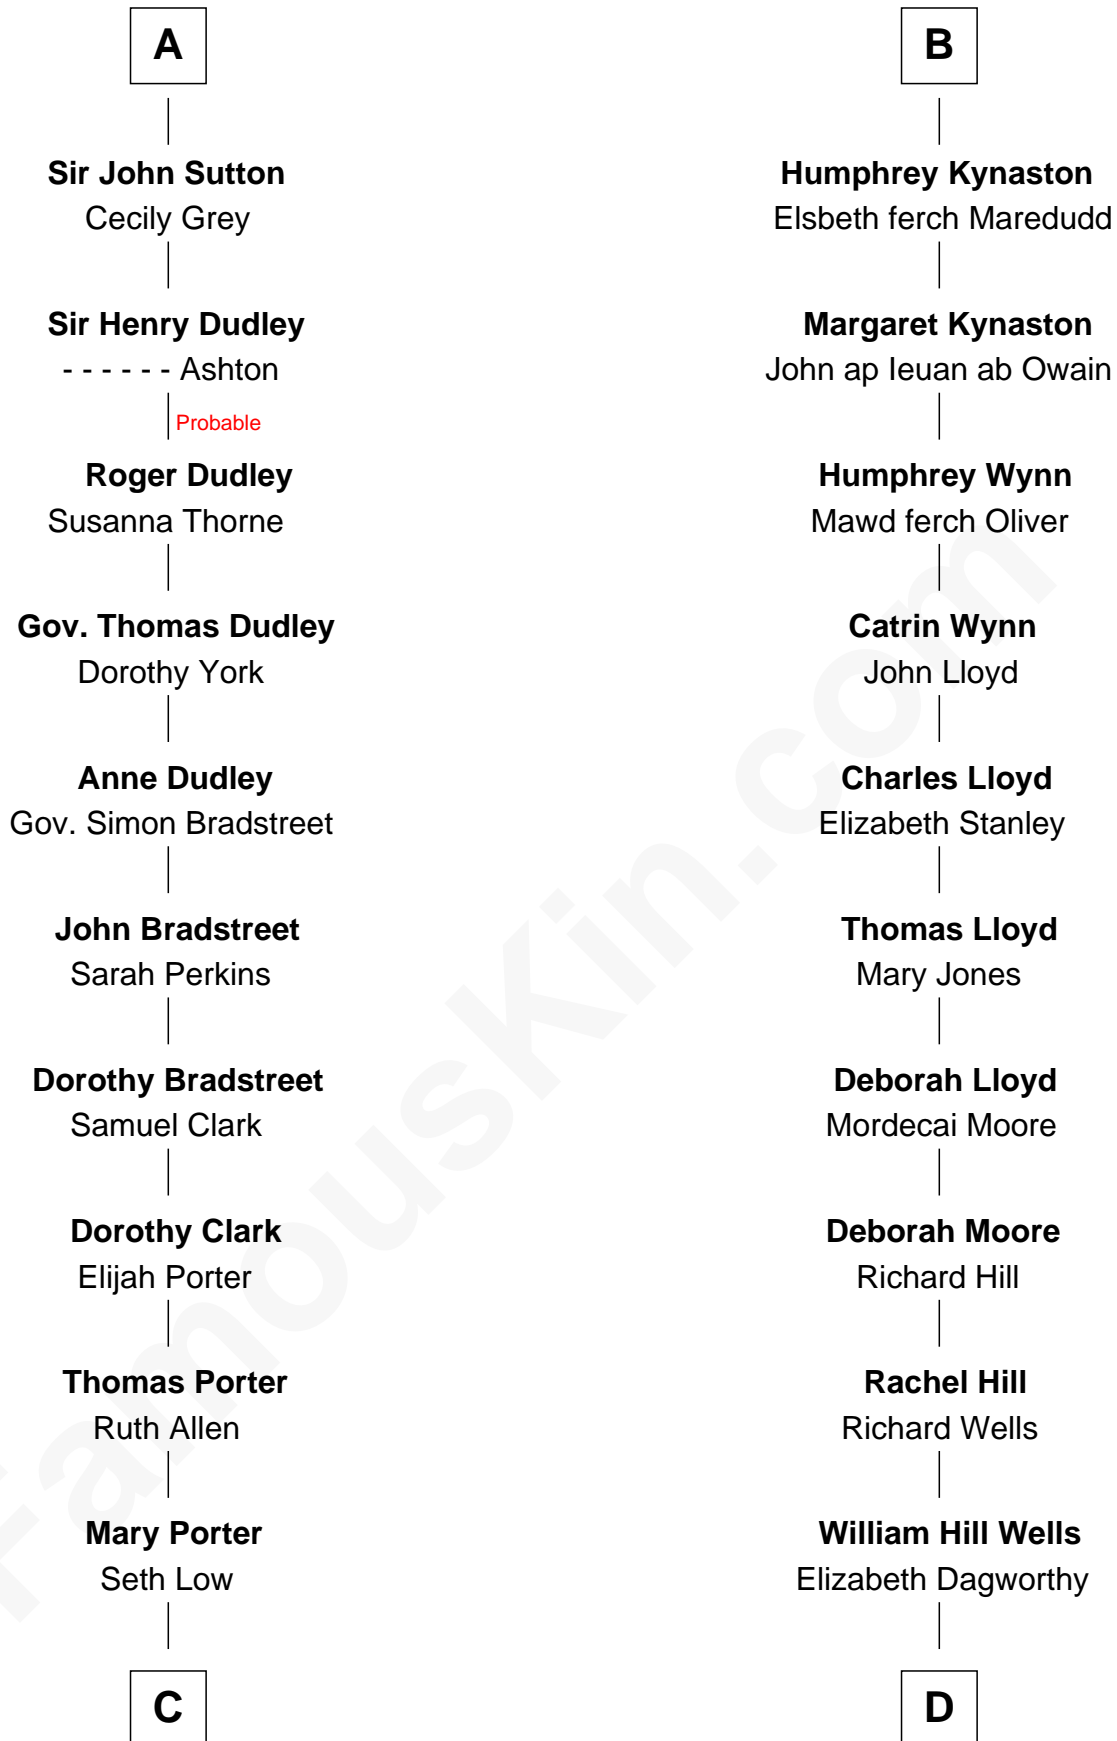 A
Sir John Sutton
Cecily Grey
Sir Henry Dudley
- - - - - - Ashton
Probable
Roger Dudley
Susanna Thorne
Gov. Thomas Dudley
Dorothy York
Anne Dudley
Gov. Simon Bradstreet
John Bradstreet
Sarah Perkins
Dorothy Bradstreet
Samuel Clark
Dorothy Clark
Elijah Porter
Thomas Porter
Ruth Allen
Mary Porter
Seth Low
C
B
Humphrey Kynaston
Elsbeth ferch Maredudd
Margaret Kynaston
John ap Ieuan ab Owain
Humphrey Wynn
Mawd ferch Oliver
Catrin Wynn
John Lloyd
Charles Lloyd
Elizabeth Stanley
Thomas Lloyd
Mary Jones
Deborah Lloyd
Mordecai Moore
Deborah Moore
Richard Hill
Rachel Hill
Richard Wells
William Hill Wells
Elizabeth Dagworthy
D
FamousKin.com